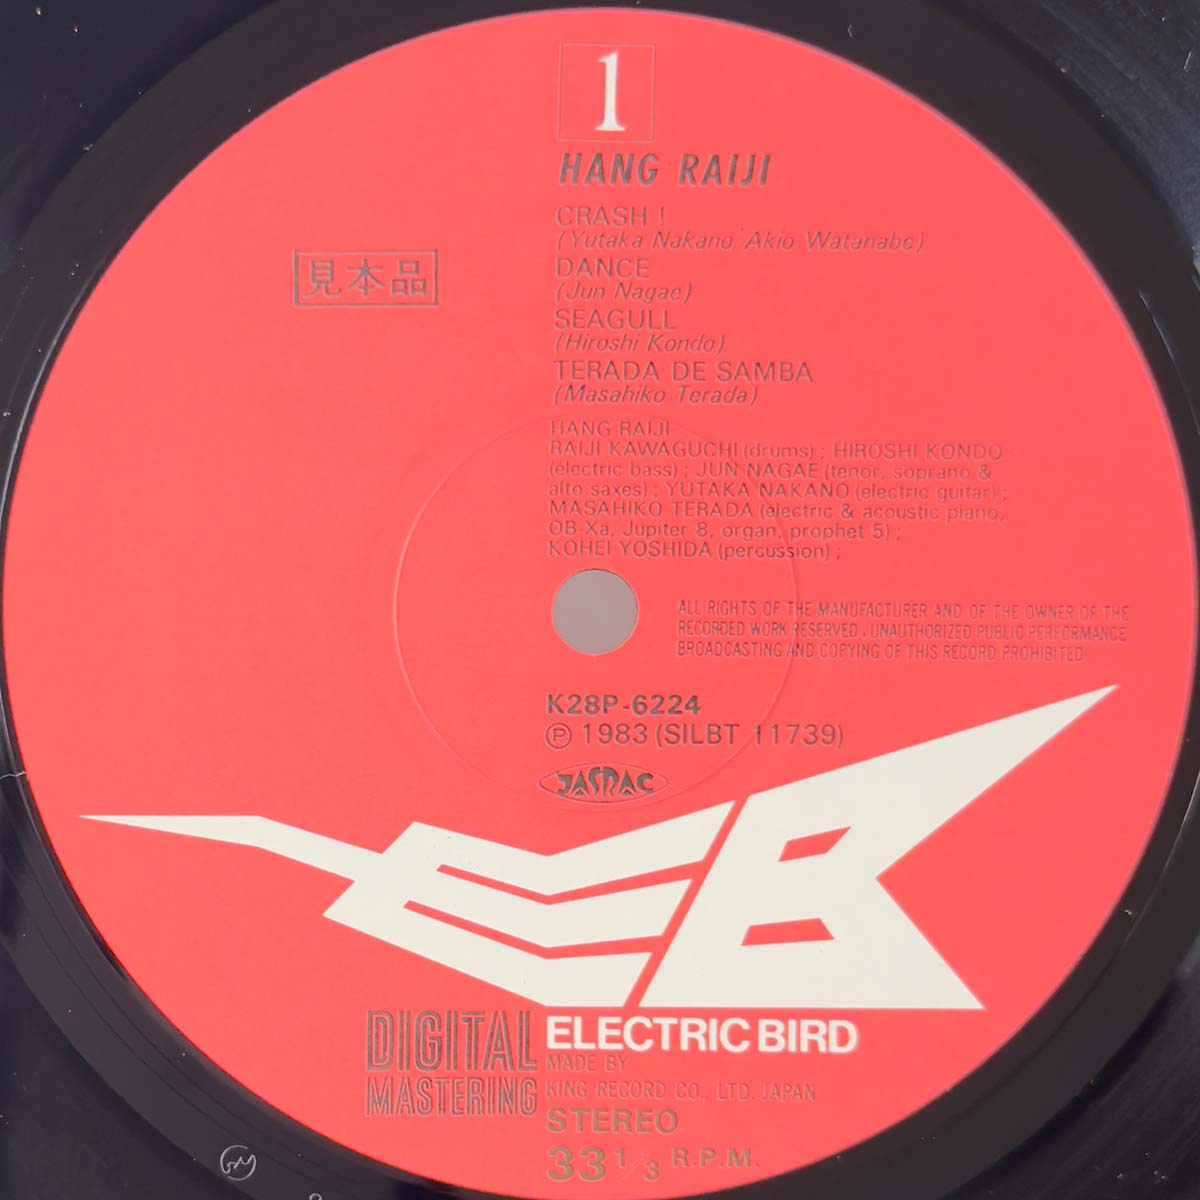 1
HANG RAIJI
CRASH !
(Yutaka Nakano Akio Watanabe)
DANCE
(Jun Nagae)
SEAGULL
(Hiroshi Kondo)
TERADA DE SAMBA
(Masahiko Terada)
見本品
HANG RAIJI
RAIJI KAWAGUCHI (drums) ; HIROSHI KONDO
(electric bass) ; JUN NAGAE (tenor, soprano &
alto saxes) ; YUTAKA NAKANO (electric guitar) ;
MASAHIKO TERADA (electric & acoustic piano,
OB-Xa, Jupiter 8, organ, prophet 5) ;
KOHEI YOSHIDA (percussion) ;
ALL RIGHTS OF THE MANUFACTURER AND OF THE OWNER OF THE
RECORDED WORK RESERVED . UNAUTHORIZED PUBLIC PERFORMANCE
BROADCASTING AND COPYING OF THIS RECORD PROHIBITED
K28P-6224
Ⓟ 1983 (SILBT 11739)
JASRAC
EB
DIGITAL
MASTERING
ELECTRIC BIRD
MADE BY
KING RECORD CO., LTD. JAPAN
STEREO
33 1/3 R.P.M.